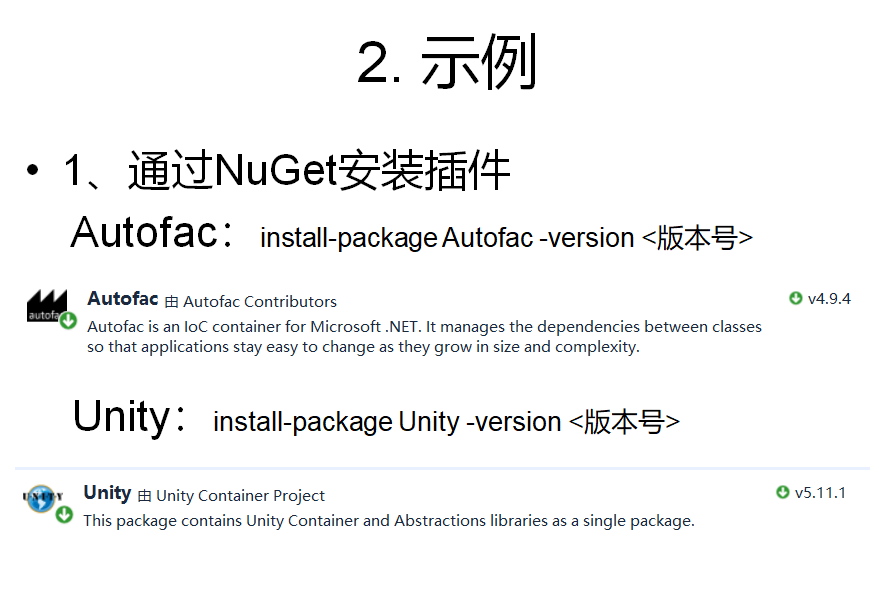 2. 示例
• 1、通过NuGet安装插件
Autofac： install-package Autofac -version <版本号>
Autofac 由 Autofac Contributors v4.9.4
autofac
Autofac is an IoC container for Microsoft .NET. It manages the dependencies between classes
so that applications stay easy to change as they grow in size and complexity.
Unity： install-package Unity -version <版本号>
Unity 由 Unity Container Project v5.11.1
UNITY
This package contains Unity Container and Abstractions libraries as a single package.